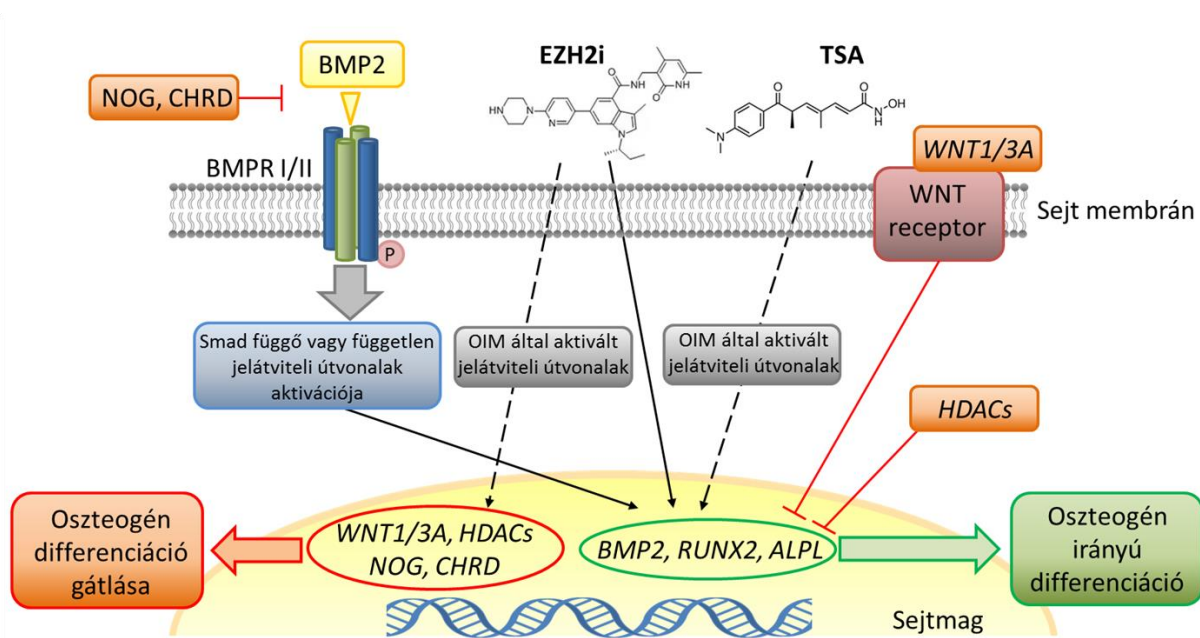 EZH2i
TSA
BMP2
NOG, CHRD
BMPR I/II
P
HN
N
N
N
O
NH
O
NH
N
O
O
N
H
OH
N
WNT1/3A
WNT
receptor
Sejt membrán
Smad függő vagy független
jelátviteli útvonalak
aktivációja
OIM által aktivált
jelátviteli útvonalak
OIM által aktivált
jelátviteli útvonalak
HDACs
Oszteogén
differenciáció
gátlása
WNT1/3A, HDACs
NOG, CHRD
BMP2, RUNX2, ALPL
Oszteogén
irányú
differenciáció
Sejtmag